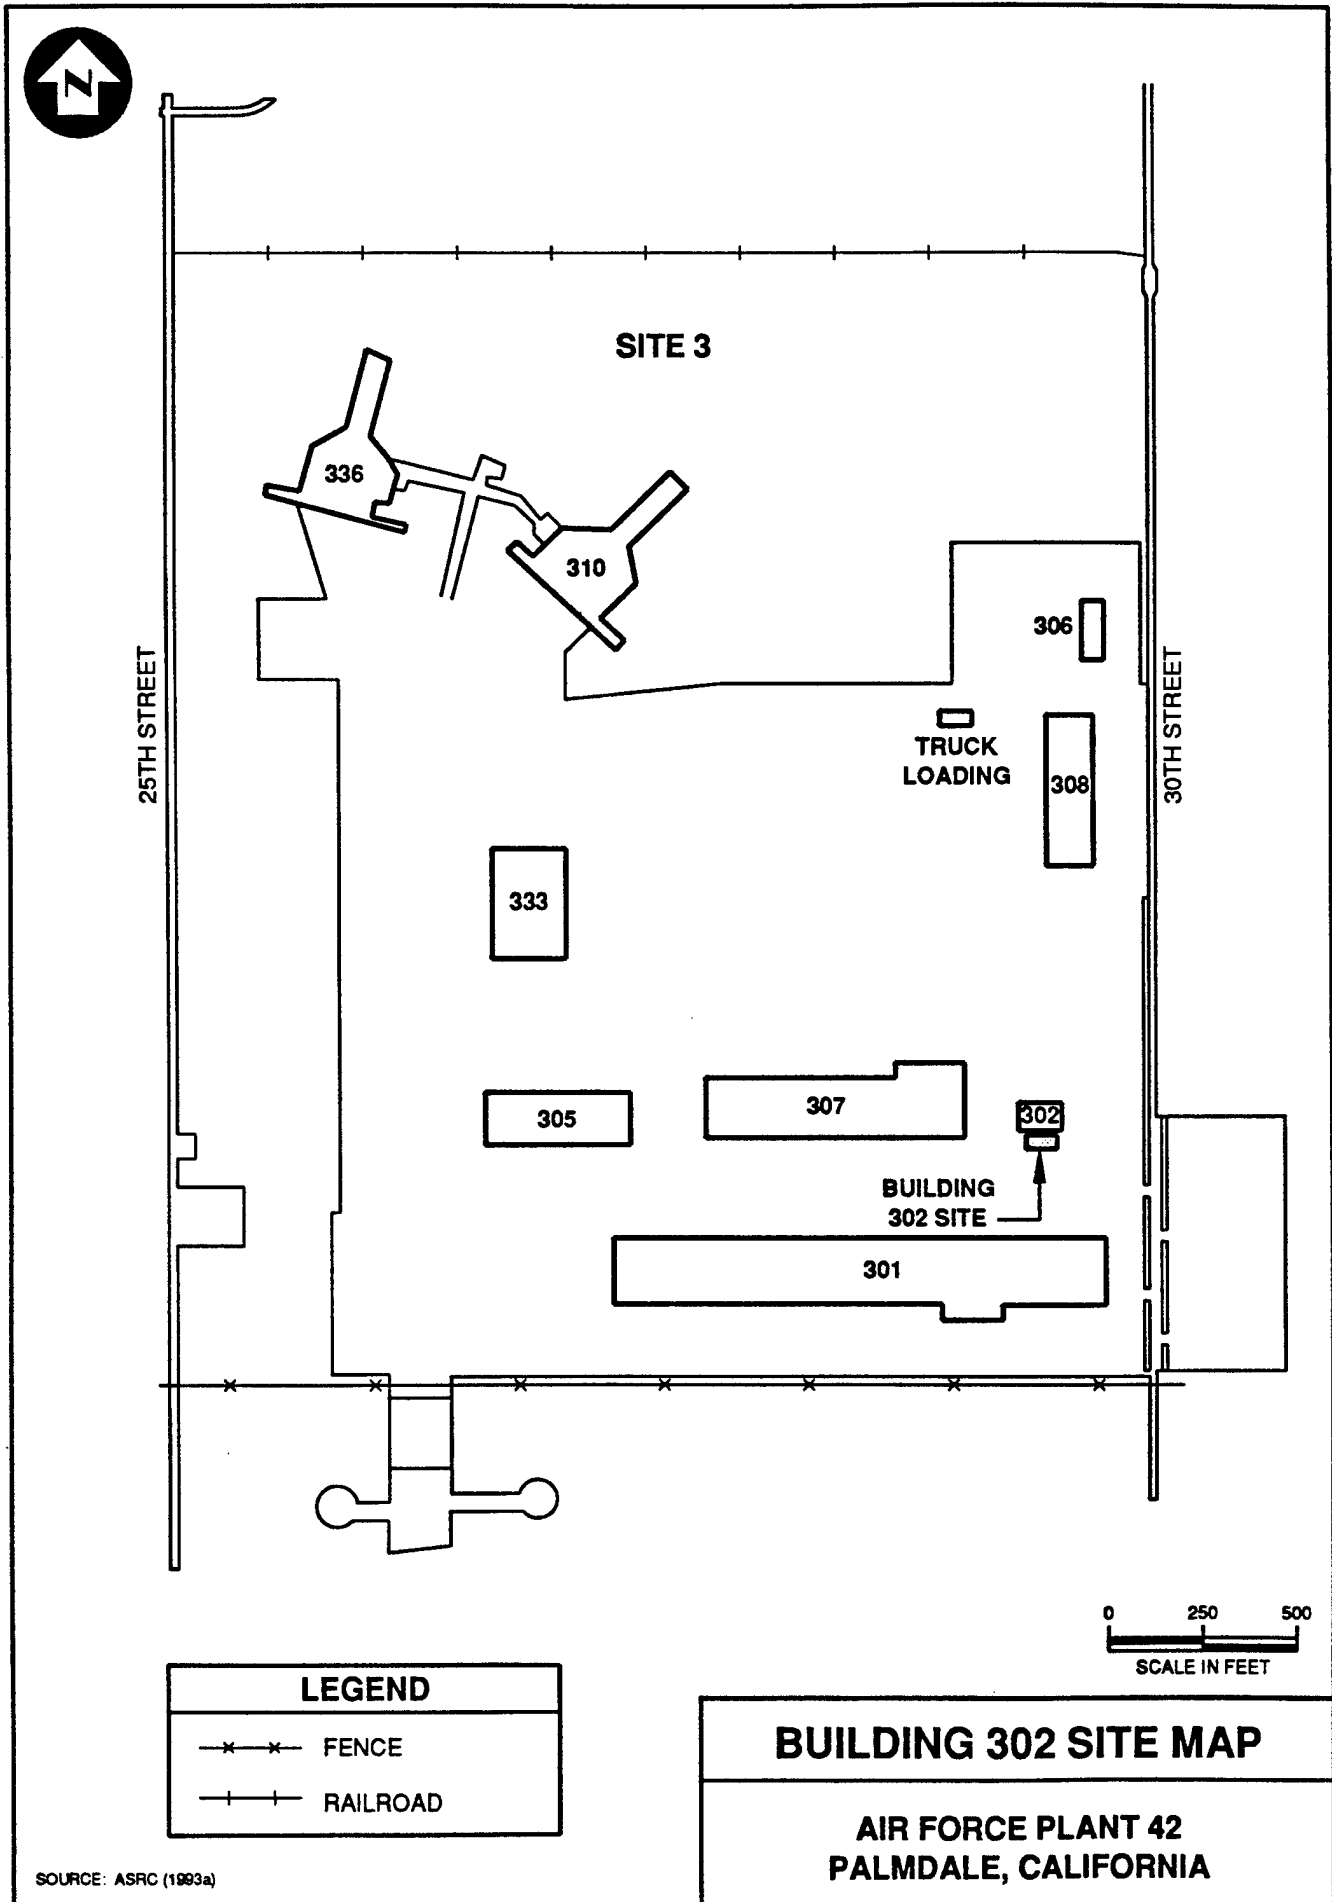 N
SITE 3
336
310
306
25TH STREET
30TH STREET
TRUCK
LOADING
308
333
305
307
302
BUILDING
302 SITE
301
0 250 500
SCALE IN FEET
LEGEND
FENCE
RAILROAD
BUILDING 302 SITE MAP
AIR FORCE PLANT 42
PALMDALE, CALIFORNIA
SOURCE: ASRC (1993a)